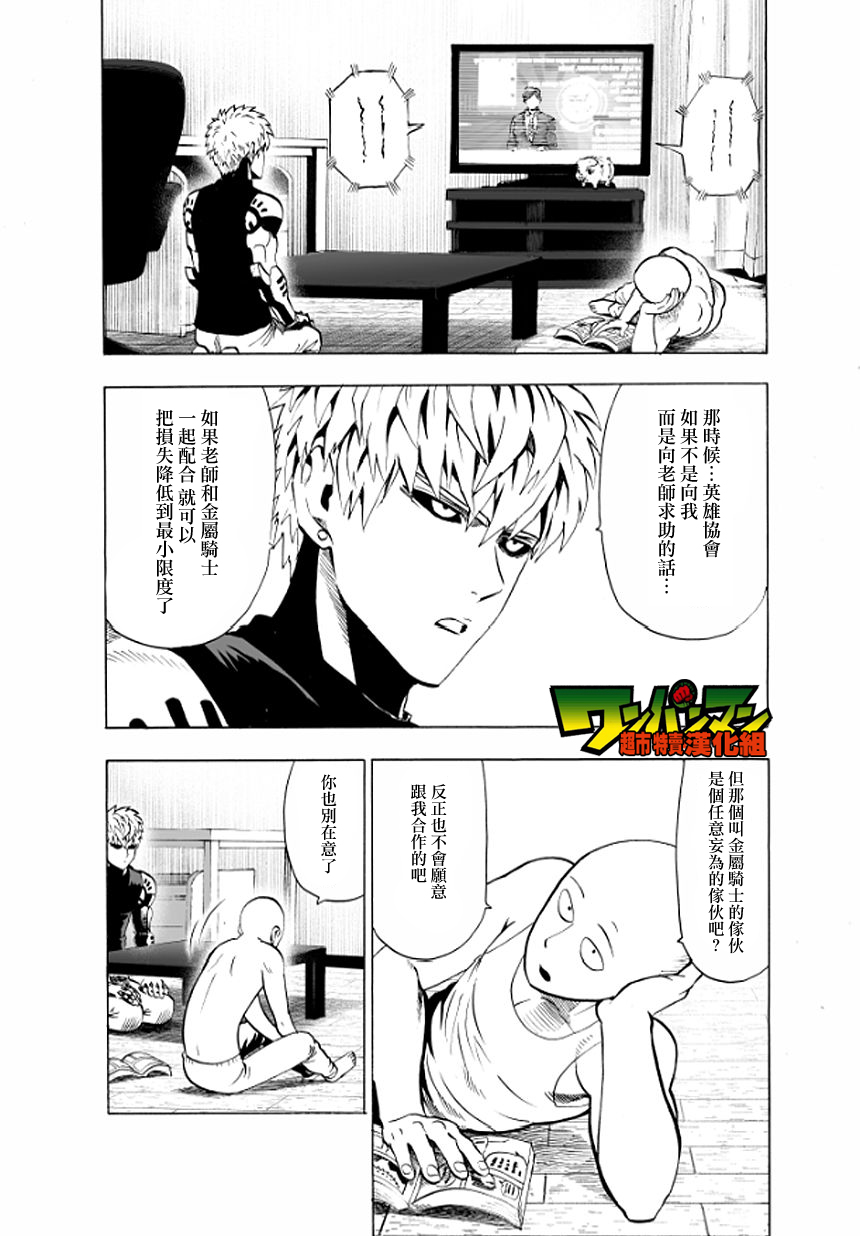 那時候…英雄協會
如果不是向我
而是向老師求助的話…
如果老師和金屬騎士
一起配合 就可以
把損失降低到最小限度了
ワンパンマン
超市特賣漢化組
但那個叫金屬騎士的傢伙
是個任意妄為的傢伙吧？
反正也不會願意
跟我合作的吧
你也別在意了